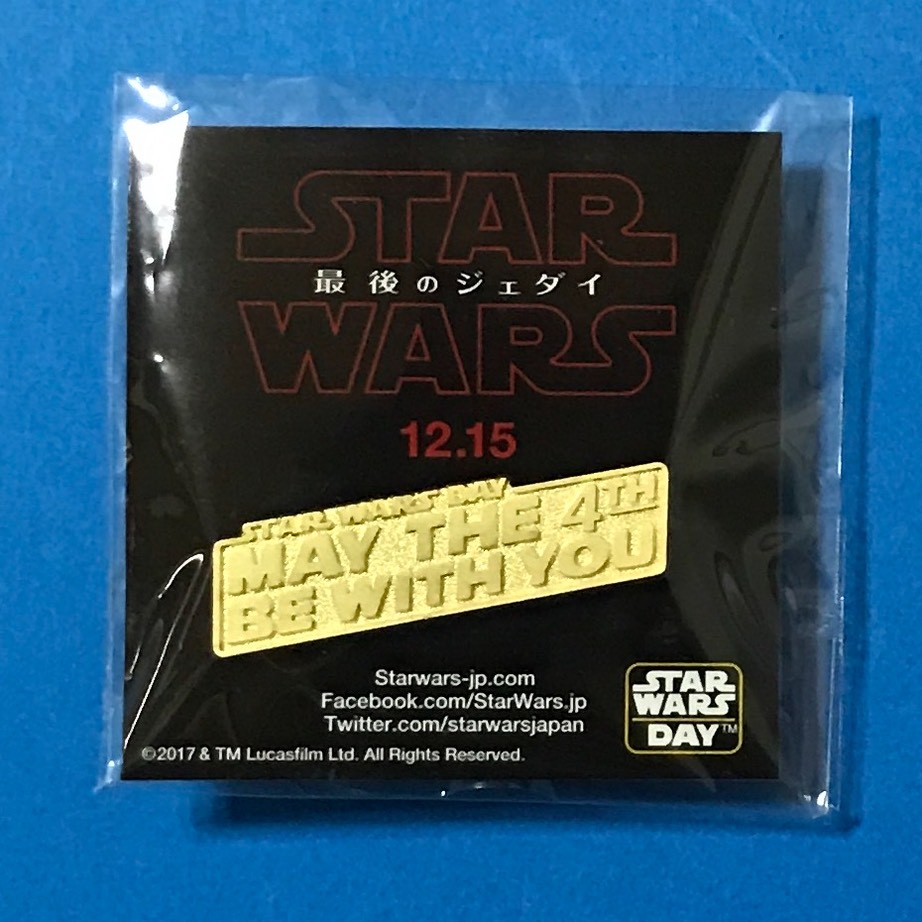 STAR
最後のジェダイ
WARS
12.15
STAR WARS DAY
MAY THE 4TH
BE WITH YOU
Starwars-jp.com
Facebook.com/StarWars.jp
Twitter.com/starwarsjapan
©2017 & TM Lucasfilm Ltd. All Rights Reserved.
STAR
WARS
DAY™